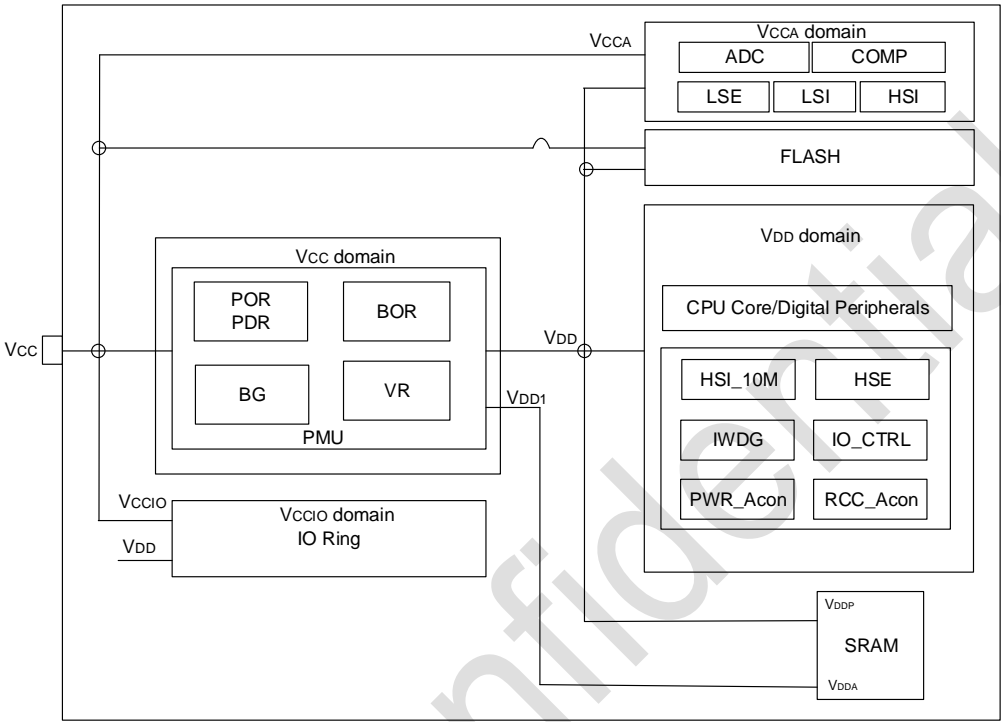 VCCA domain
VCCA
ADC
COMP
LSE
LSI
HSI
FLASH
VDD domain
CPU Core/Digital Peripherals
HSI_10M
HSE
IWDG
IO_CTRL
PWR_Acon
RCC_Acon
VCC
VCC domain
POR
PDR
BOR
BG
VR
PMU
VDD
VDD1
VCCIO
VDD
VCCIO domain
IO Ring
VDDP
SRAM
VDDA
nfidential